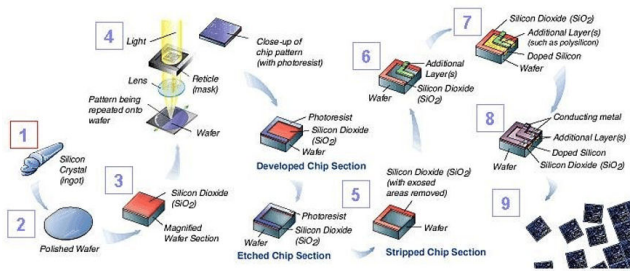 1
Silicon
Crystal
(Ingot)
2
Polished Wafer
3
Silicon Dioxide
(SiO2)
Magnified
Wafer Section
4
Light
Lens
Pattern being
repeated onto
wafer
Reticle
(mask)
Wafer
Close-up of
chip pattern
(with photoresist)
Photoresist
Silicon Dioxide
(SiO2)
Wafer
Developed Chip Section
Photoresist
Silicon Dioxide
(SiO2)
Wafer
Etched Chip Section
5
Silicon Dioxide (SiO2)
(with exposed
areas removed)
Wafer
Stripped Chip Section
6
Additional
Layer(s)
Silicon Dioxide
(SiO2)
Wafer
7
Silicon Dioxide (SiO2)
Additional Layer(s)
(such as polysilicon)
Doped Silicon
Wafer
8
Conducting metal
Additional Layer(s)
Doped Silicon
Silicon Dioxide (SiO2)
Wafer
9